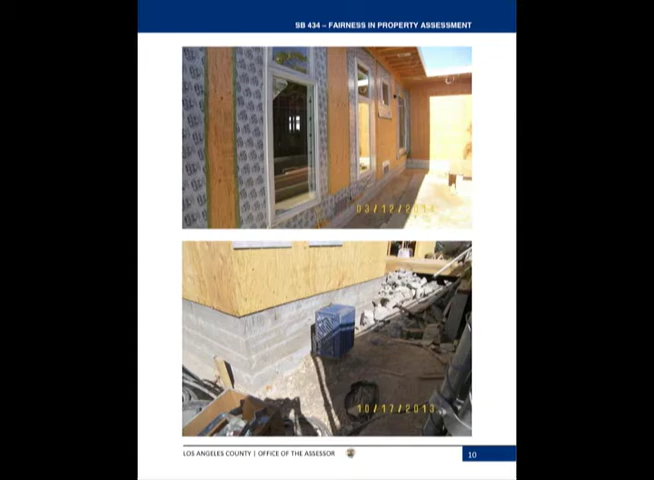 SB 434 – FAIRNESS IN PROPERTY ASSESSMENT
03/12/2014
10/17/2013
LOS ANGELES COUNTY | OFFICE OF THE ASSESSOR
10